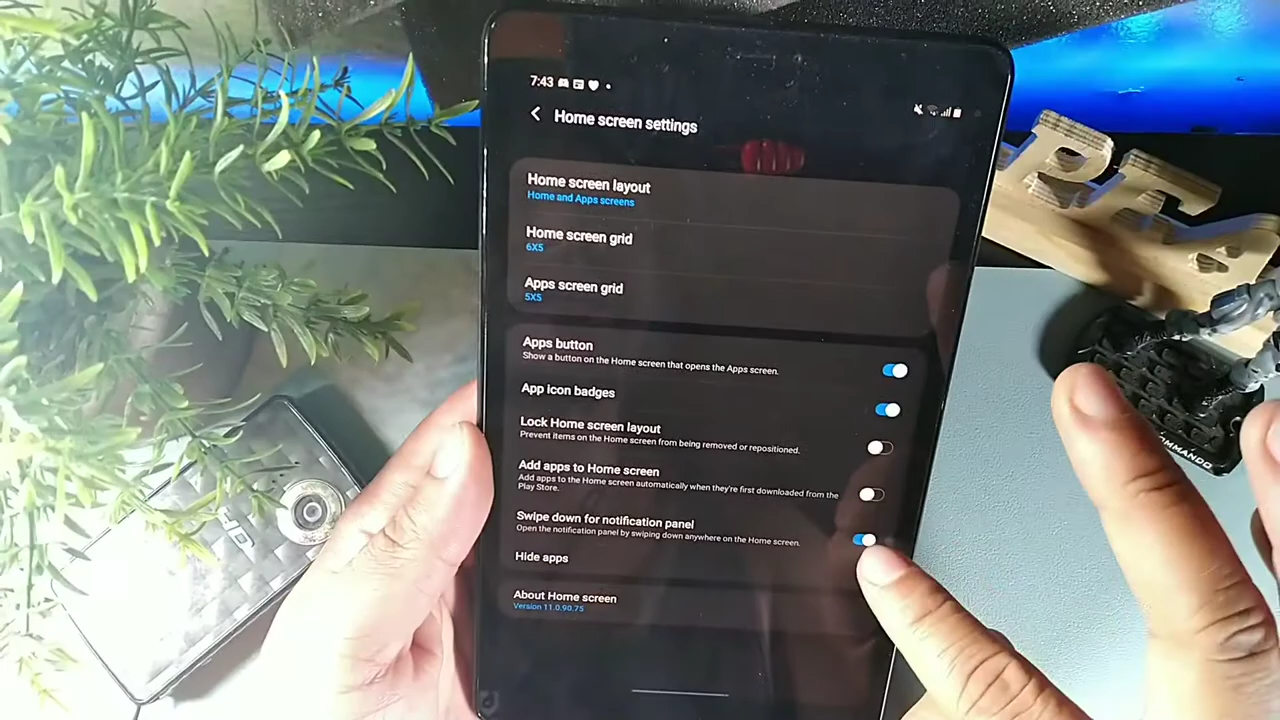 7:43
Home screen settings
Home screen layout
Home and Apps screens
Home screen grid
6X5
Apps screen grid
5X5
Apps button
Show a button on the Home screen that opens the Apps screen.
App icon badges
Lock Home screen layout
Prevent items on the Home screen from being removed or repositioned.
Add apps to Home screen
Add apps to the Home screen automatically when they're first downloaded from the
Play Store.
Swipe down for notification panel
Open the notification panel by swiping down anywhere on the Home screen.
Hide apps
About Home screen
Version 11.0.90.75